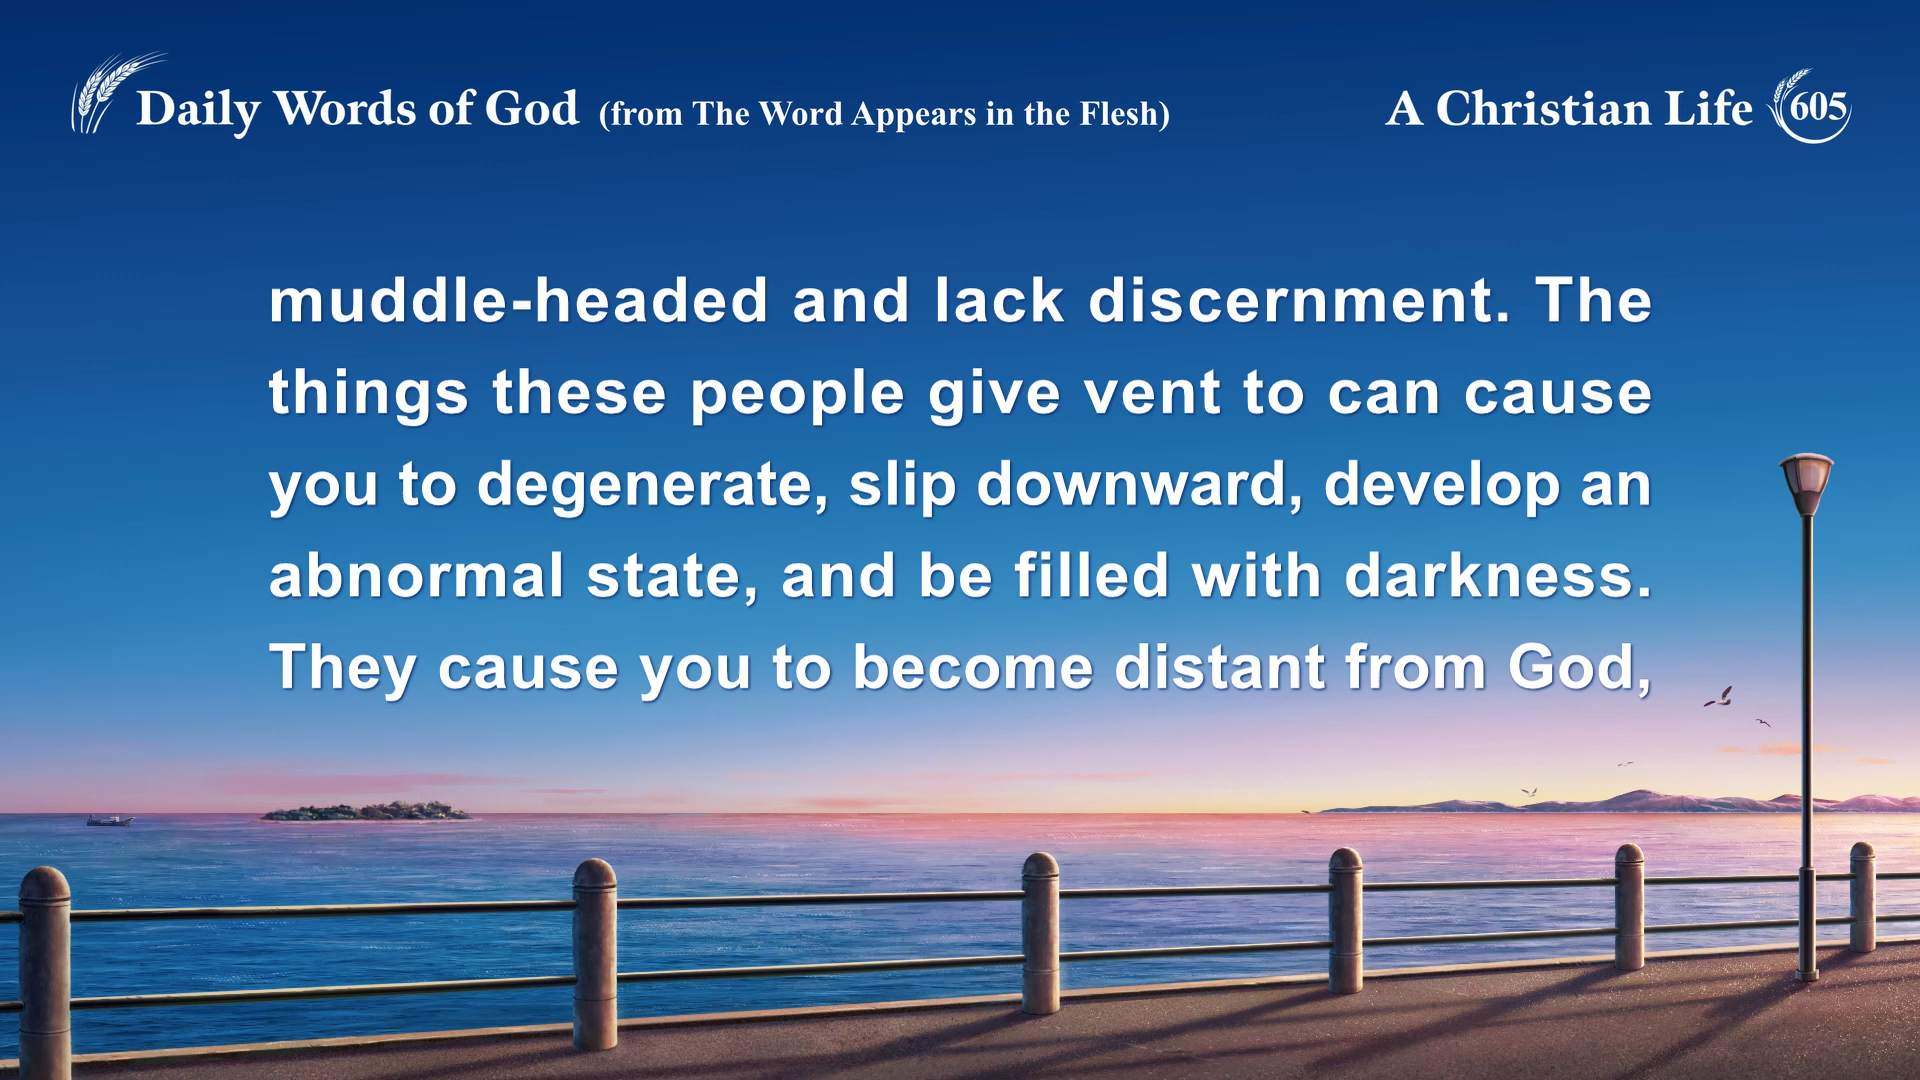 Daily Words of God (from The Word Appears in the Flesh)
A Christian Life 605
muddle-headed and lack discernment. The
things these people give vent to can cause
you to degenerate, slip downward, develop an
abnormal state, and be filled with darkness.
They cause you to become distant from God,